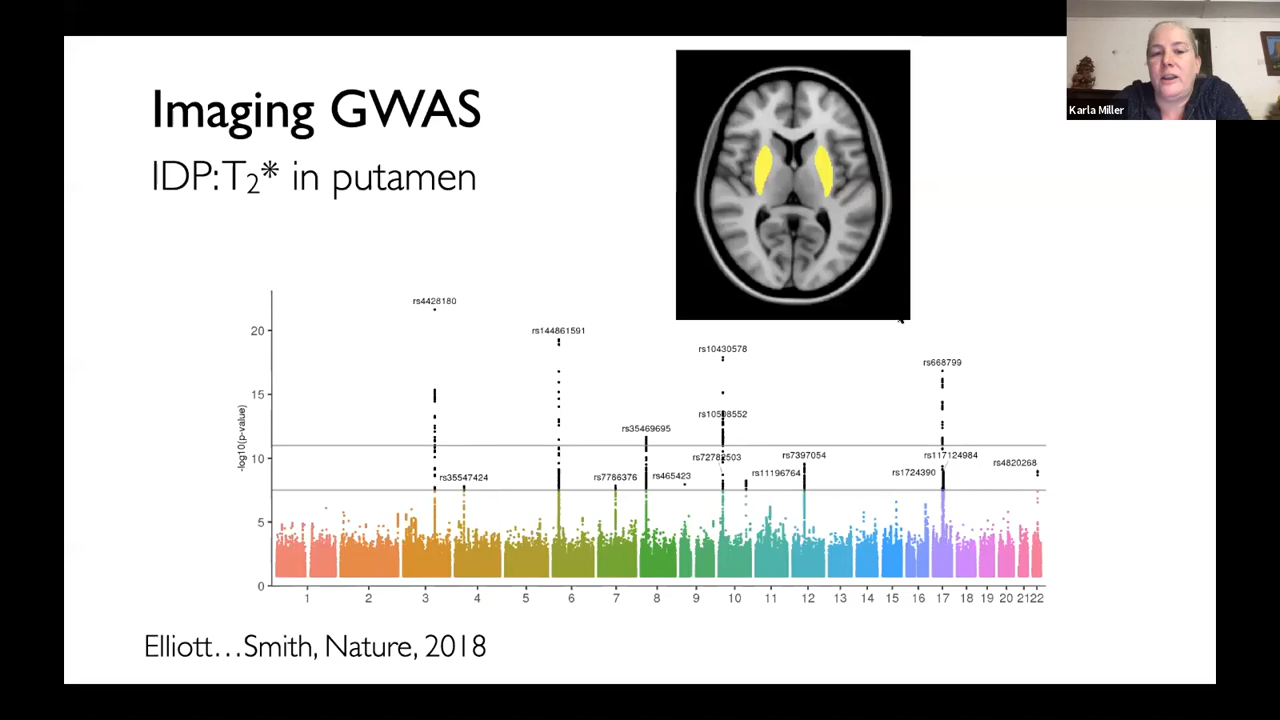 Karla Miller
Imaging GWAS
IDP:T2* in putamen
rs4428180
rs144861591
rs10430578
rs668799
rs10508552
rs35469695
rs72782503
rs7397054
rs117124984
rs4820268
rs35547424
rs7786376
rs465423
rs11196764
rs1724390
-log10(p-value)
20
15
10
5
0
1 2 3 4 5 6 7 8 9 10 11 12 13 14 15 16 17 18 19 20 21 22
Elliott…Smith, Nature, 2018